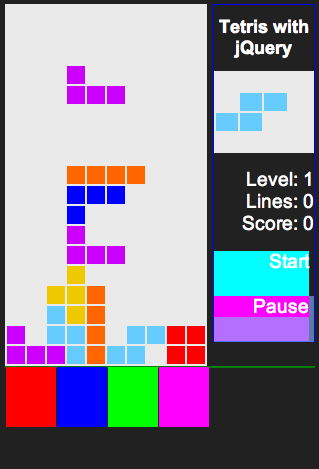 Tetris with
jQuery
Level: 1
Lines: 0
Score: 0
Start
Pause